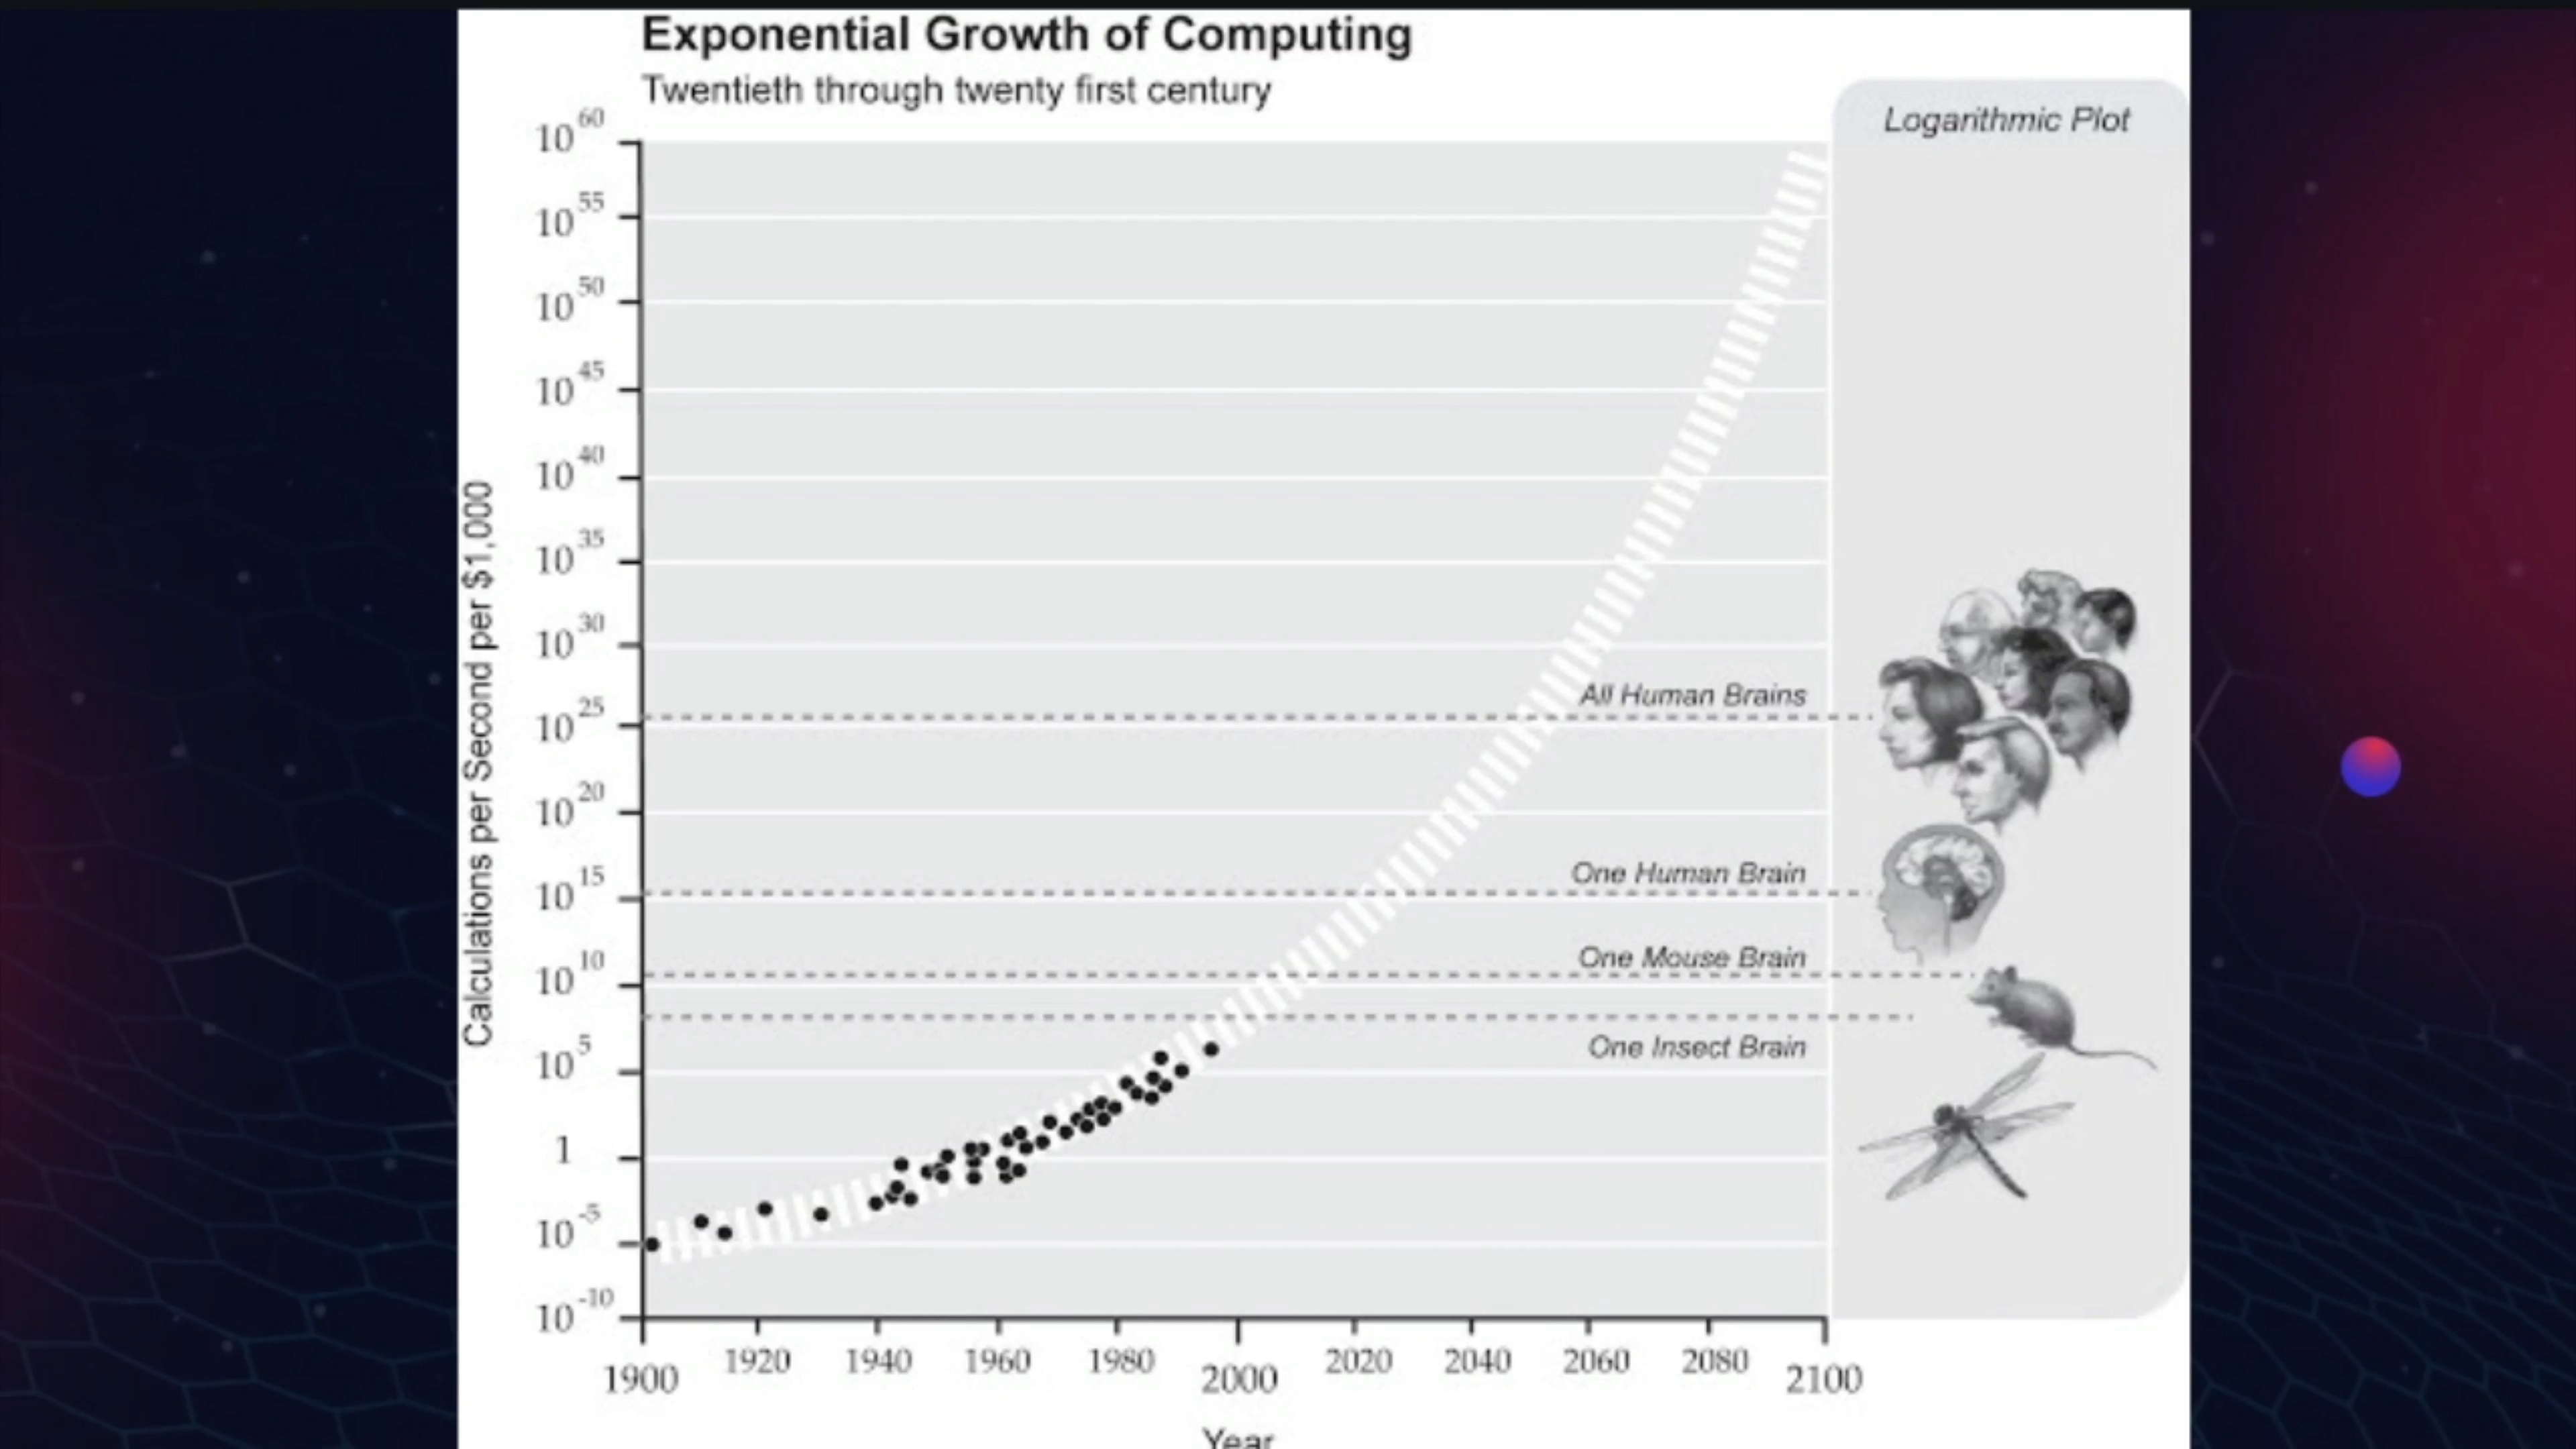 Exponential Growth of Computing
Twentieth through twenty first century
Logarithmic Plot
Calculations per Second per $1,000
10^60
10^55
10^50
10^45
10^40
10^35
10^30
10^25
10^20
10^15
10^10
10^5
1
10^-5
10^-10
All Human Brains
One Human Brain
One Mouse Brain
One Insect Brain
1900 1920 1940 1960 1980 2000 2020 2040 2060 2080 2100
Year